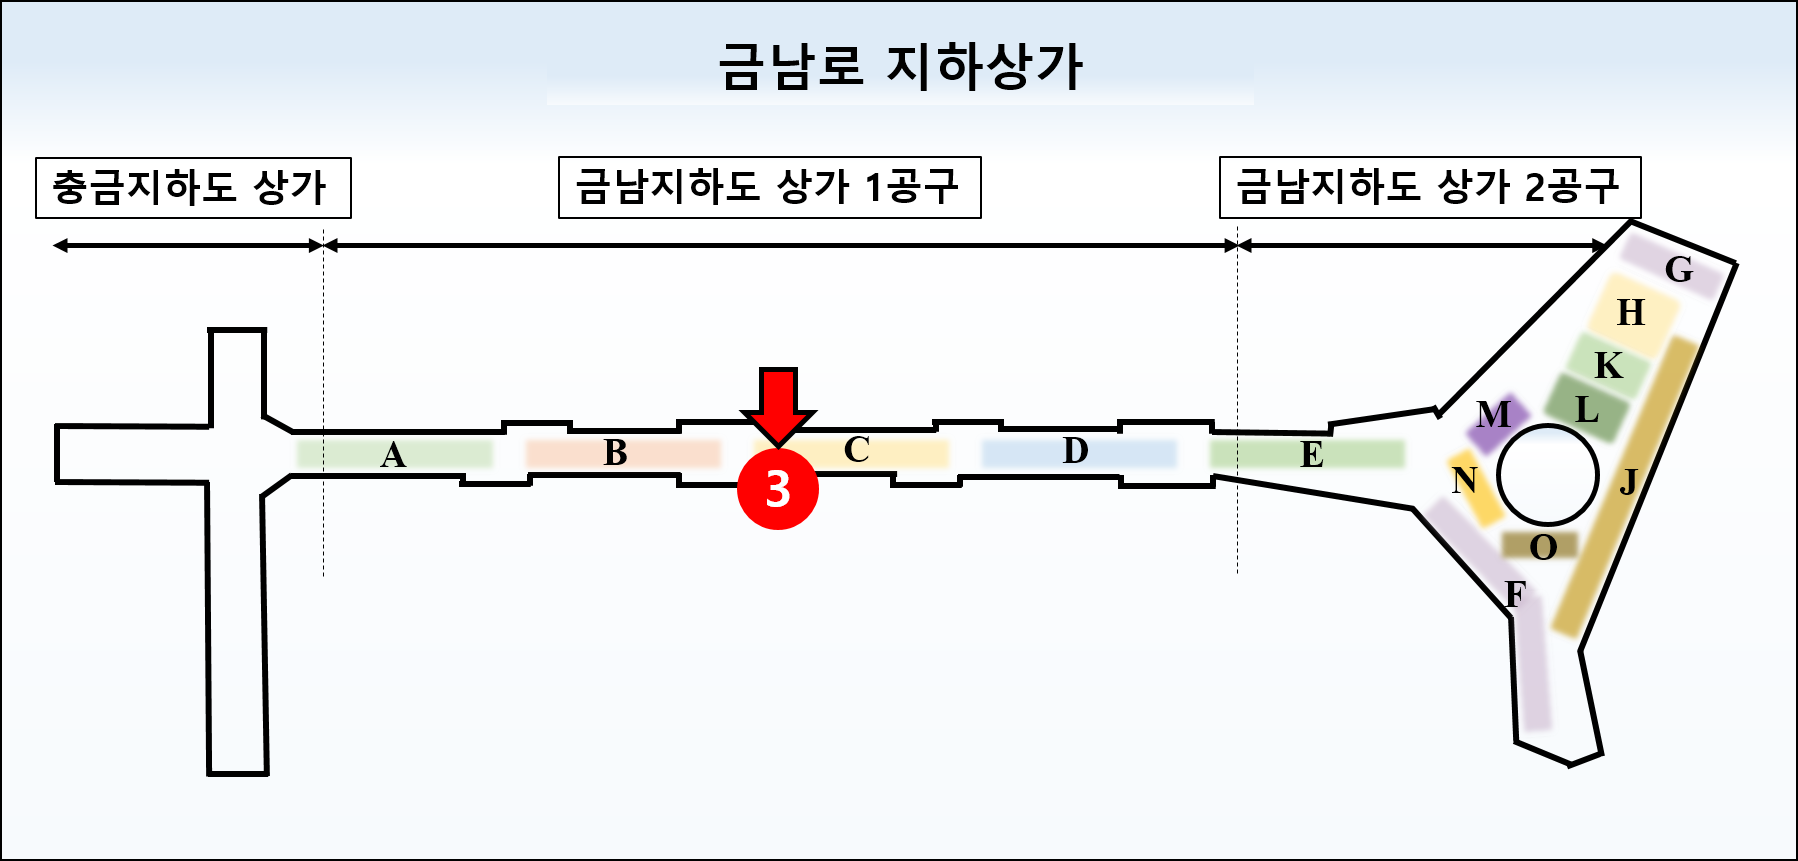 금남로 지하상가
충금지하도 상가
금남지하도 상가 1공구
금남지하도 상가 2공구
G
H
K
L
M
A
B
C
D
E
N
J
3
O
F